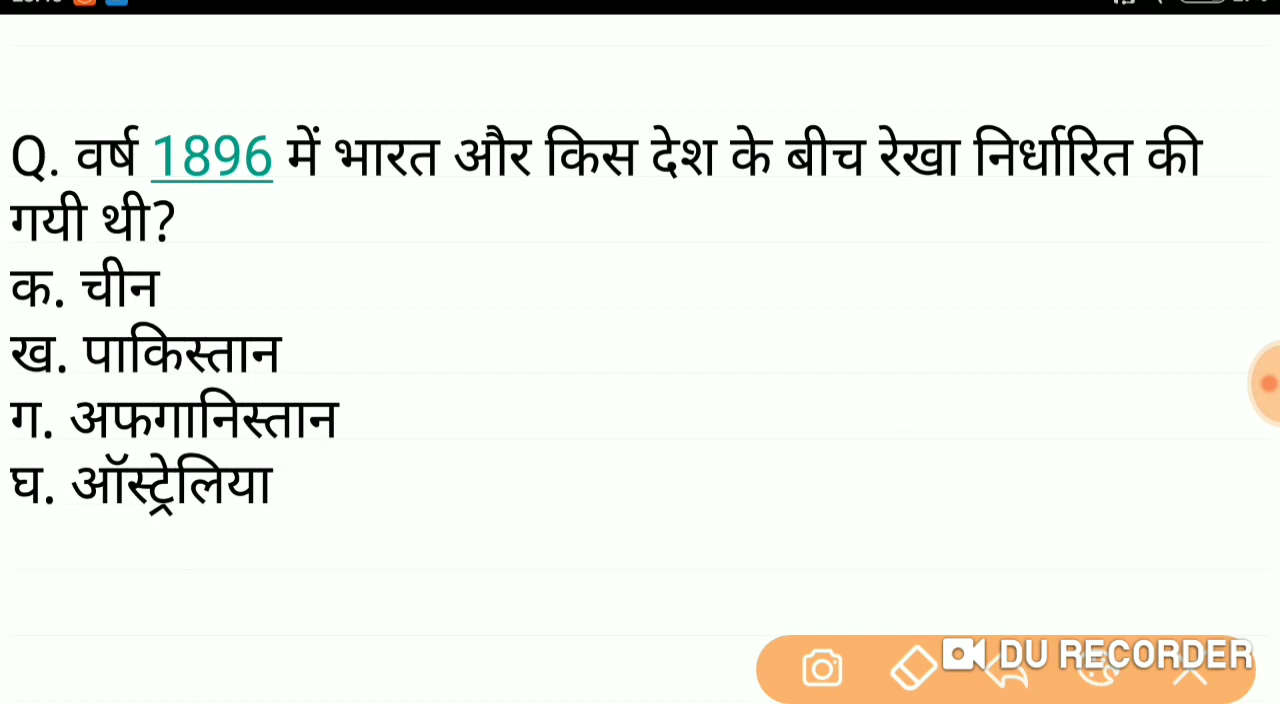 Q. वर्ष 1896 में भारत और किस देश के बीच रेखा निर्धारित की
गयी थी?
क. चीन
ख. पाकिस्तान
ग. अफगानिस्तान
घ. ऑस्ट्रेलिया
DU RECORDER